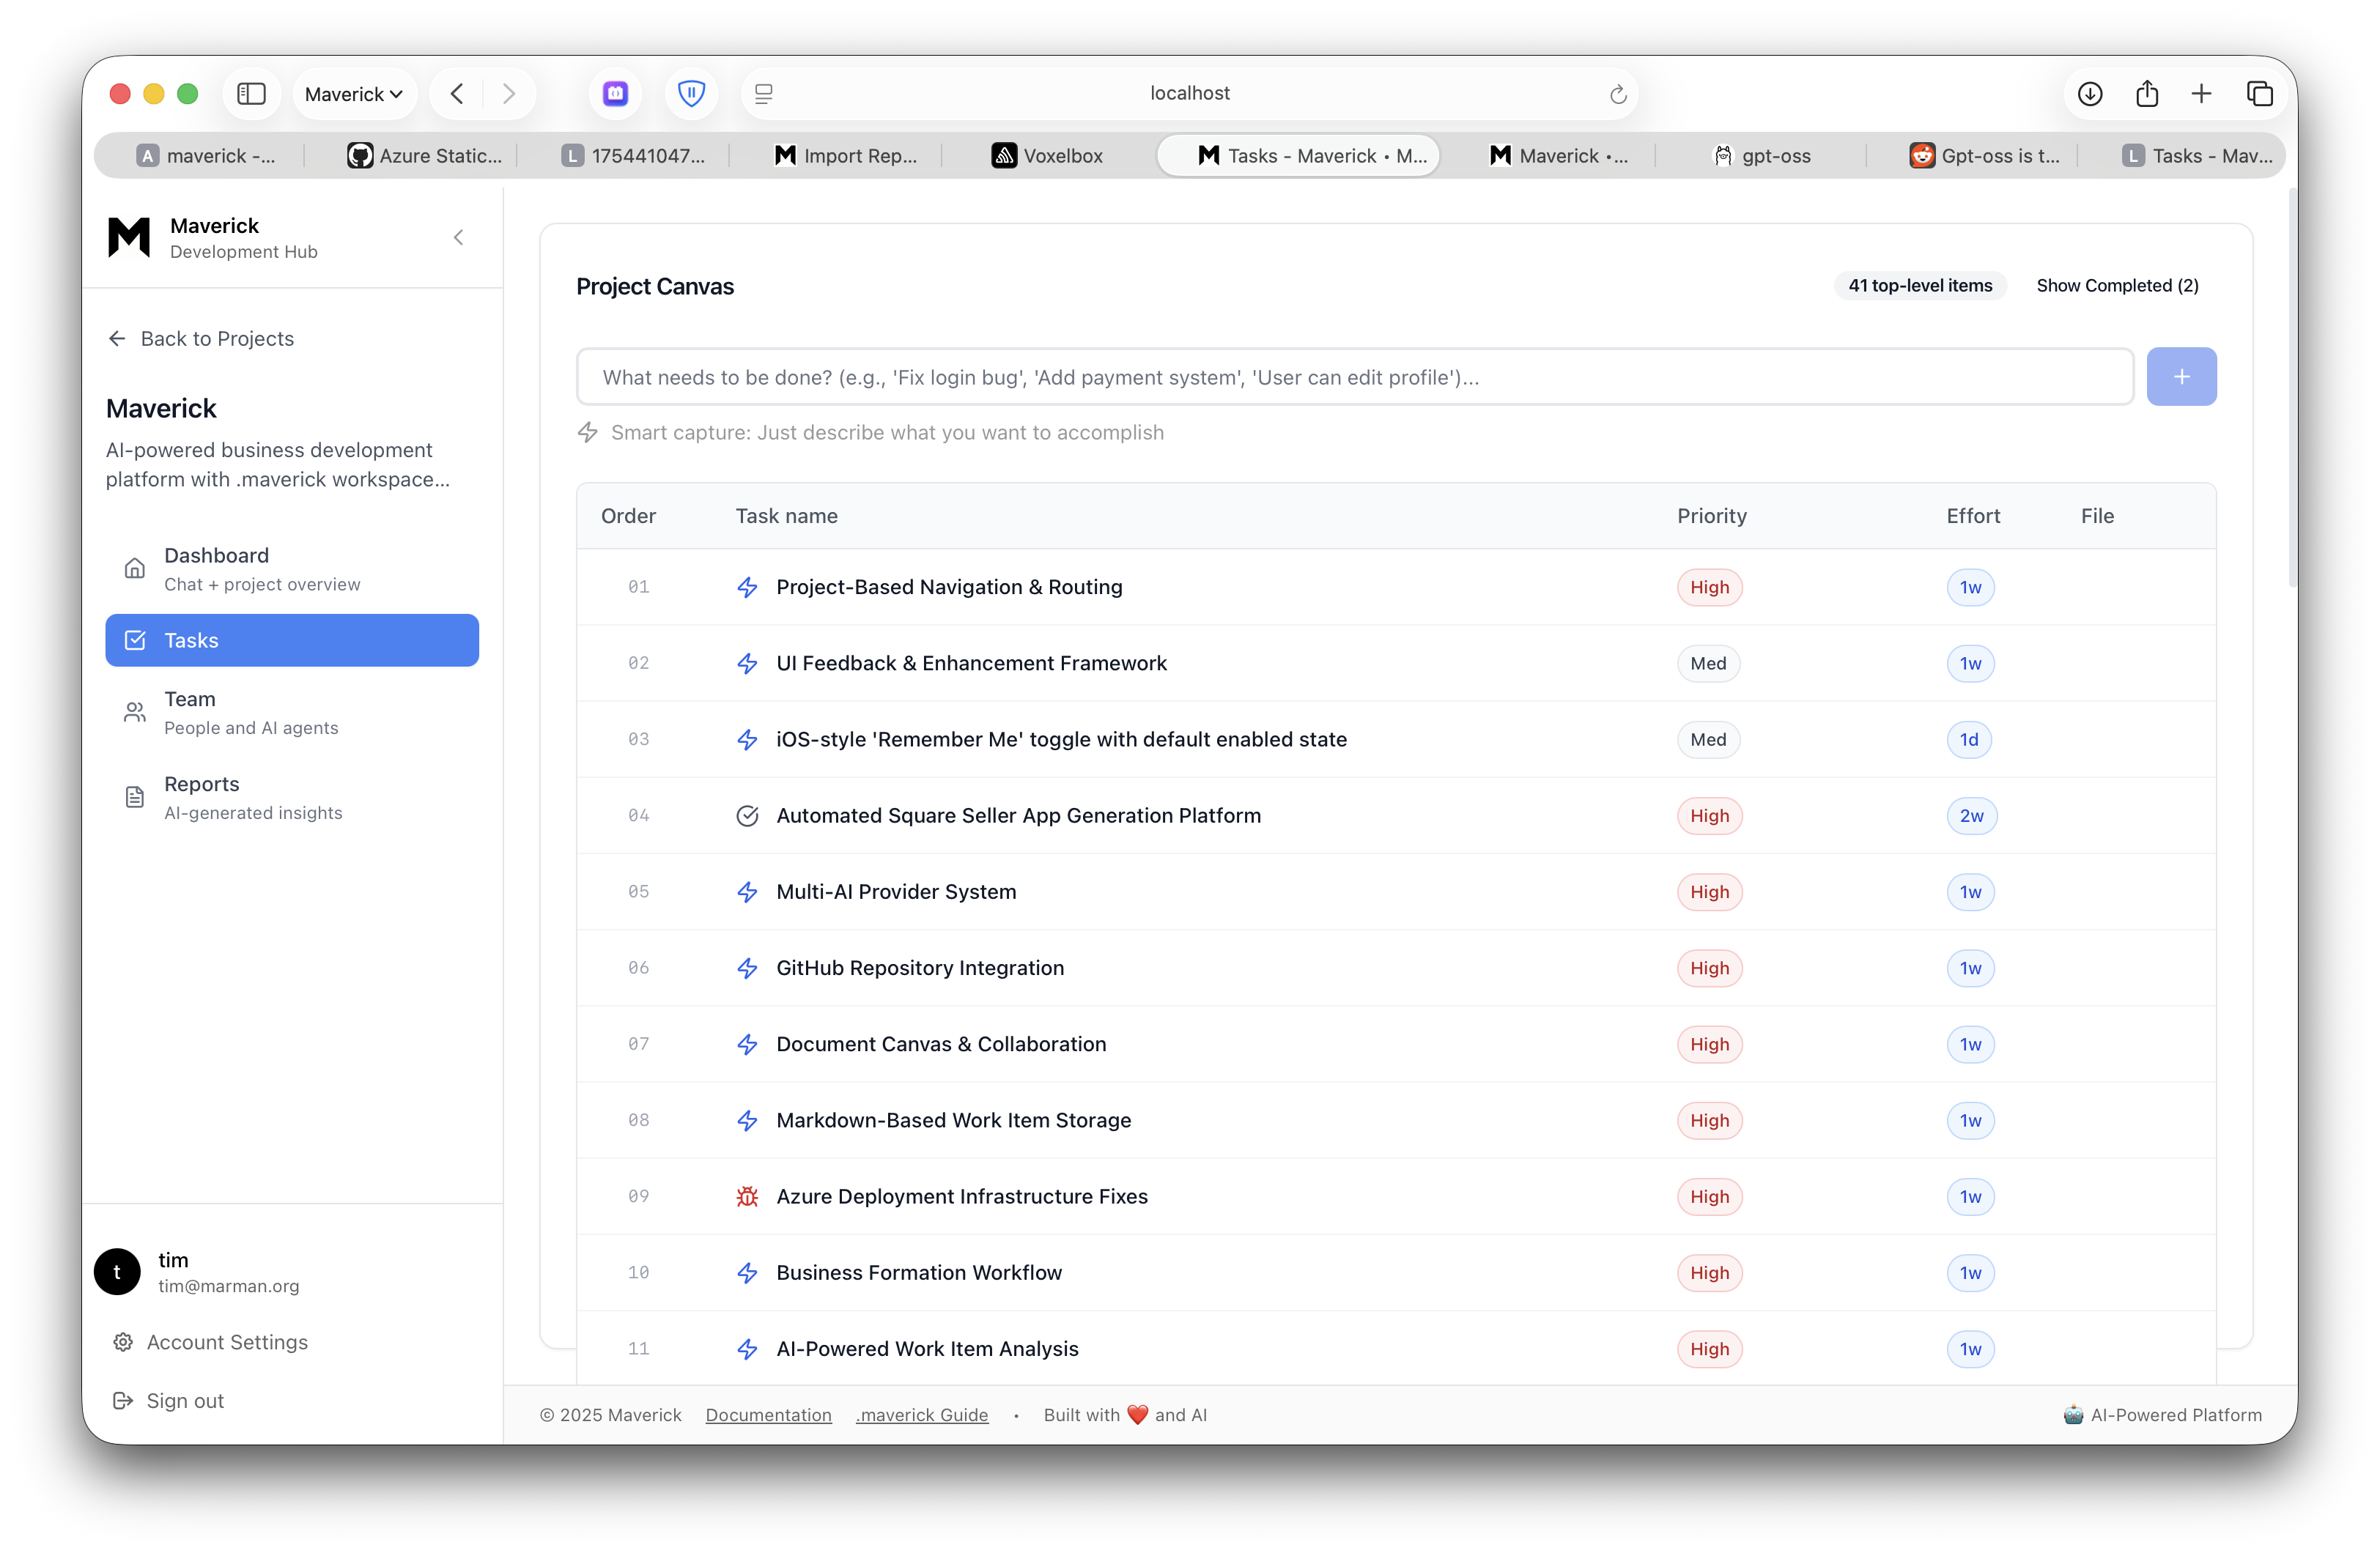 Maverick
localhost
A maverick -...
Azure Static...
L 175441047...
Import Rep...
Voxelbox
Tasks - Maverick • M...
Maverick •...
gpt-oss
Gpt-oss is t...
L Tasks - Mav...
Maverick
Development Hub
Back to Projects
Maverick
AI-powered business development
platform with .maverick workspace...
Dashboard
Chat + project overview
Tasks
Team
People and AI agents
Reports
AI-generated insights
t
tim
tim@marman.org
Account Settings
Sign out
Project Canvas
41 top-level items
Show Completed (2)
What needs to be done? (e.g., 'Fix login bug', 'Add payment system', 'User can edit profile')...
+
Smart capture: Just describe what you want to accomplish
Order Task name Priority Effort File
01 Project-Based Navigation & Routing High 1w
02 UI Feedback & Enhancement Framework Med 1w
03 iOS-style 'Remember Me' toggle with default enabled state Med 1d
04 Automated Square Seller App Generation Platform High 2w
05 Multi-AI Provider System High 1w
06 GitHub Repository Integration High 1w
07 Document Canvas & Collaboration High 1w
08 Markdown-Based Work Item Storage High 1w
09 Azure Deployment Infrastructure Fixes High 1w
10 Business Formation Workflow High 1w
11 AI-Powered Work Item Analysis High 1w
© 2025 Maverick Documentation .maverick Guide • Built with ❤️ and AI
🤖 AI-Powered Platform